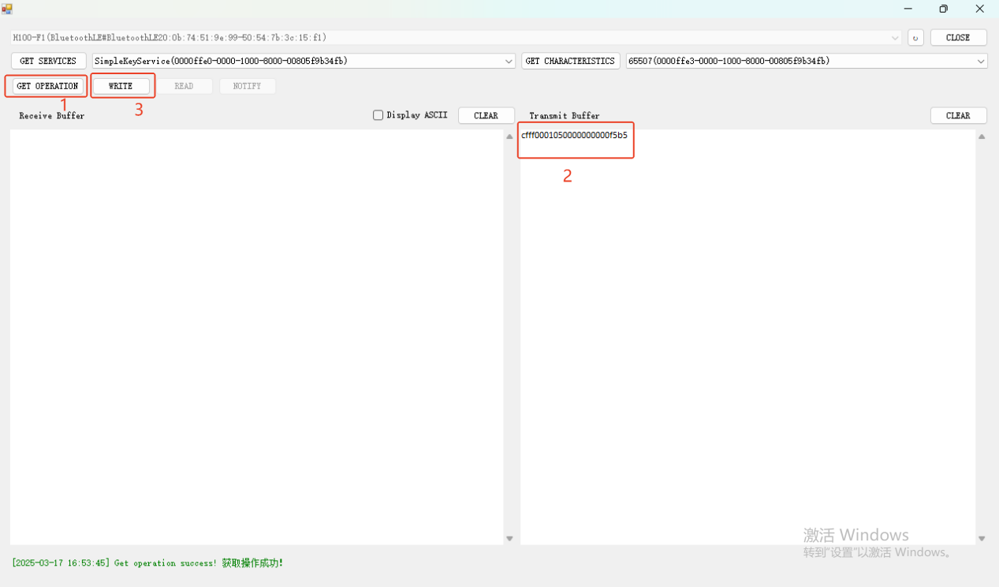 H100-F1(BluetoothLE#BluetoothLE20:0b:74:51:9e:99-50:54:7b:3c:15:f1)
CLOSE
GET SERVICES SimpleKeyService(0000ffe0-0000-1000-8000-00805f9b34fb) GET CHARACTERISTICS 65507(0000ffe3-0000-1000-8000-00805f9b34fb)
GET OPERATION WRITE READ NOTIFY
1 3
Receive Buffer Display ASCII CLEAR Transmit Buffer CLEAR
cfff0001050000000000f5b5
2
激活 Windows
转到"设置"以激活 Windows。
[2025-03-17 16:53:45] Get operation success! 获取操作成功!